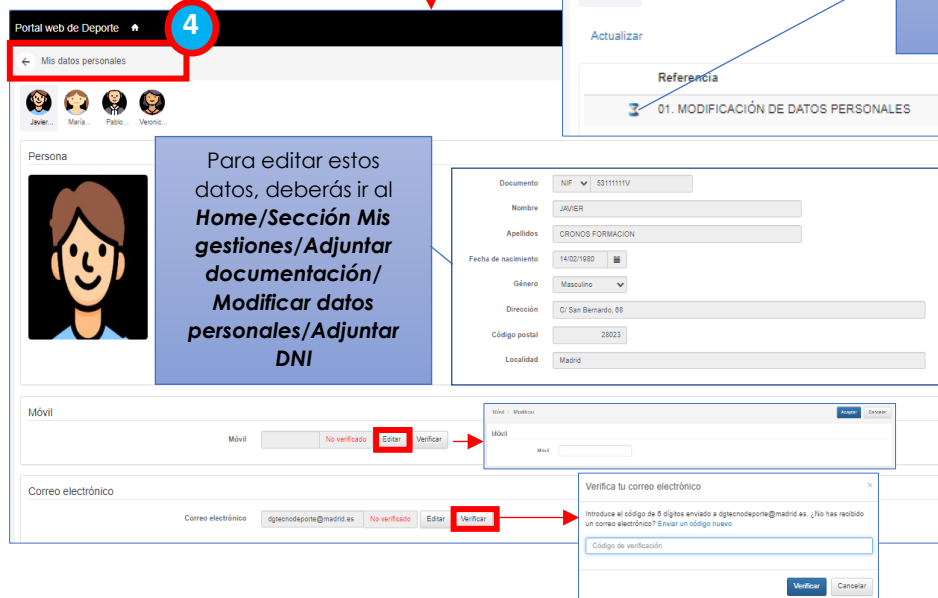 Portal web de Deporte
4
Mis datos personales
Javier...
María...
Pablo...
Veronic...
Actualizar
Referencia
01. MODIFICACIÓN DE DATOS PERSONALES
Persona
Para editar estos
datos, deberás ir al
Home/Sección Mis
gestiones/Adjuntar
documentación/
Modificar datos
personales/Adjuntar
DNI
Documento NIF 53111111V
Nombre JAVIER
Apellidos CRONOS FORMACION
Fecha de nacimiento 14/02/1980
Género Masculino
Dirección C/ San Bernardo, 68
Código postal 28023
Localidad Madrid
Móvil
Móvil No verificado Editar Verificar
Móvil / Modificar Aceptar Cancelar
Móvil
Móvil
Correo electrónico
Correo electrónico dgtecnodeporte@madrid.es No verificado Editar Verificar
Verifica tu correo electrónico ×
Introduce el código de 6 dígitos enviado a dgtecnodeporte@madrid.es. ¿No has recibido
un correo electrónico? Enviar un código nuevo
Código de verificación
Verificar Cancelar